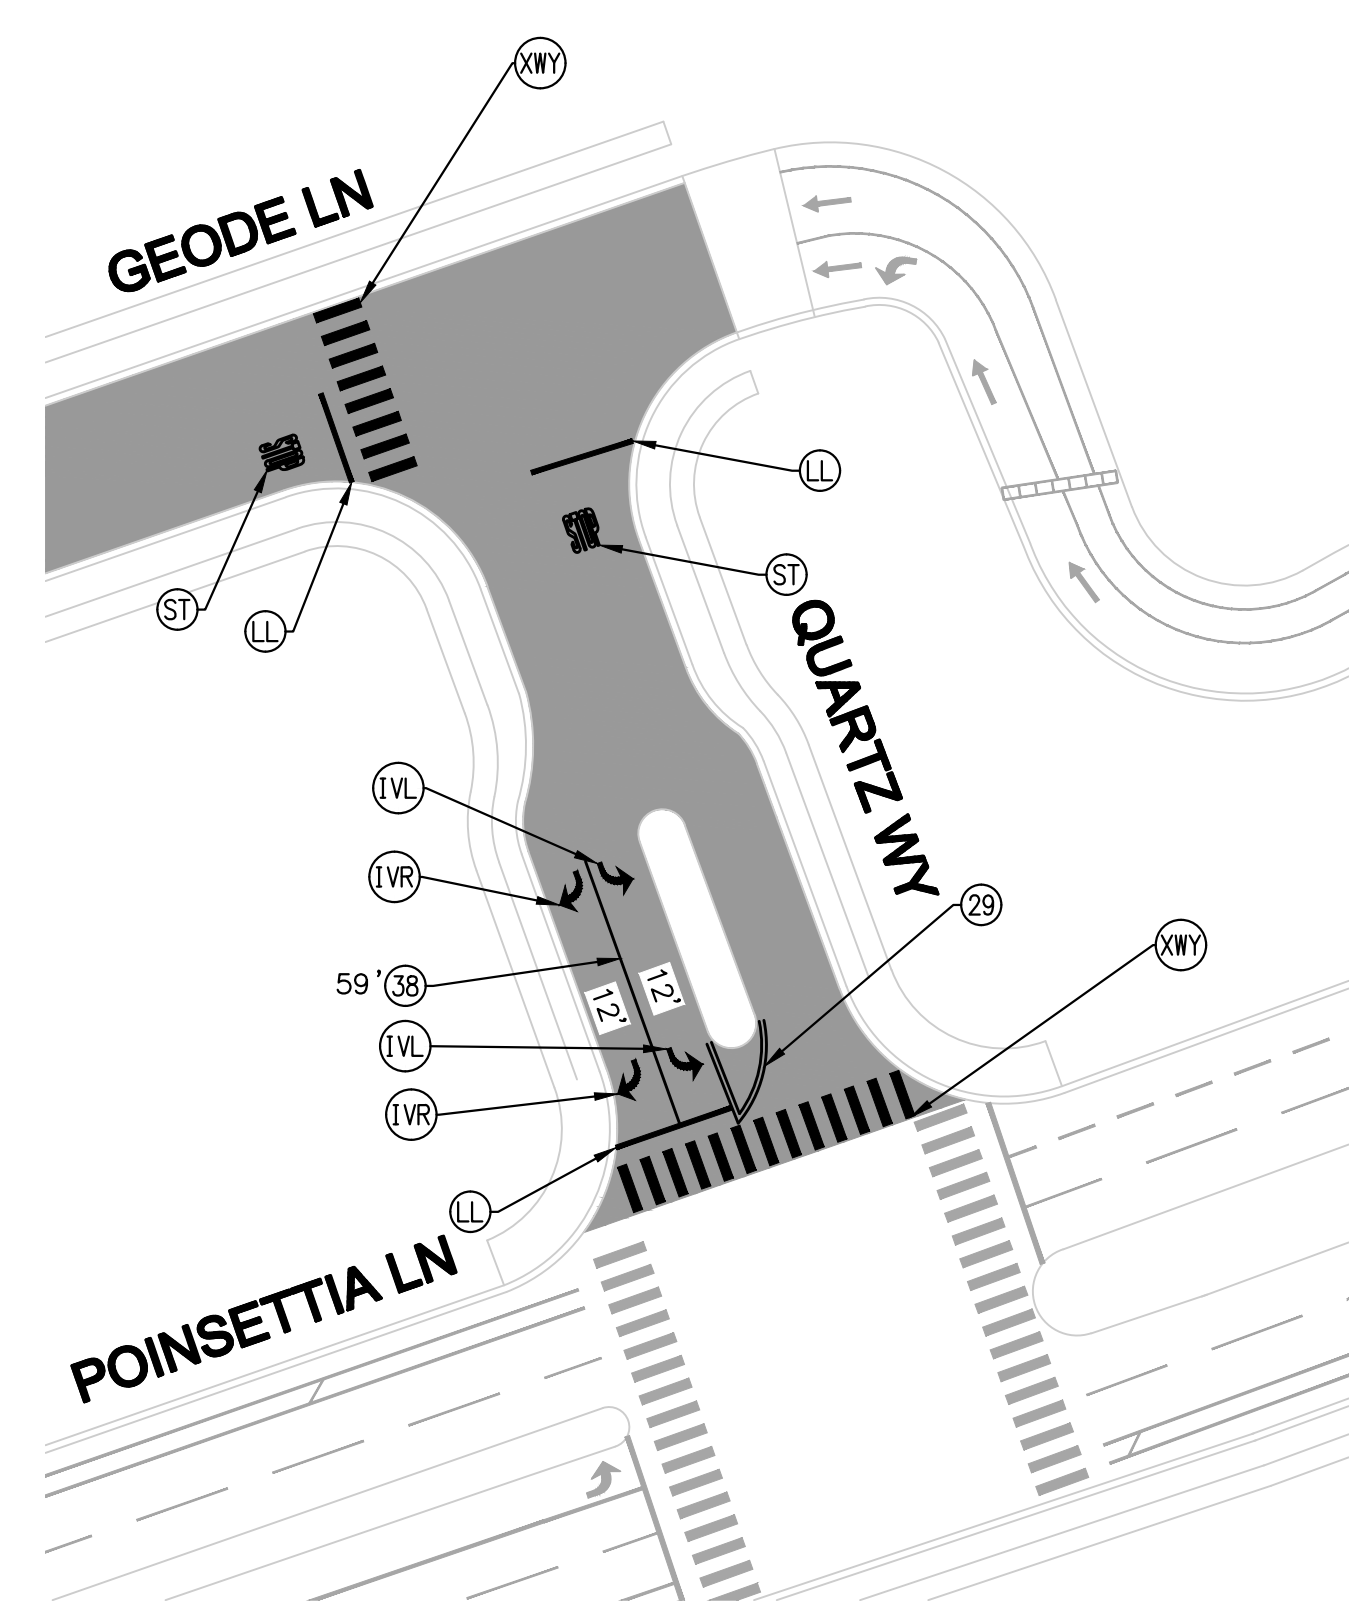 XWY
GEODE LN
LL
STOP
STOP
ST
ST
LL
QUARTZ WY
IVL
IVR
29
XWY
59' 38
12'
12'
IVL
IVR
LL
POINSETTIA LN